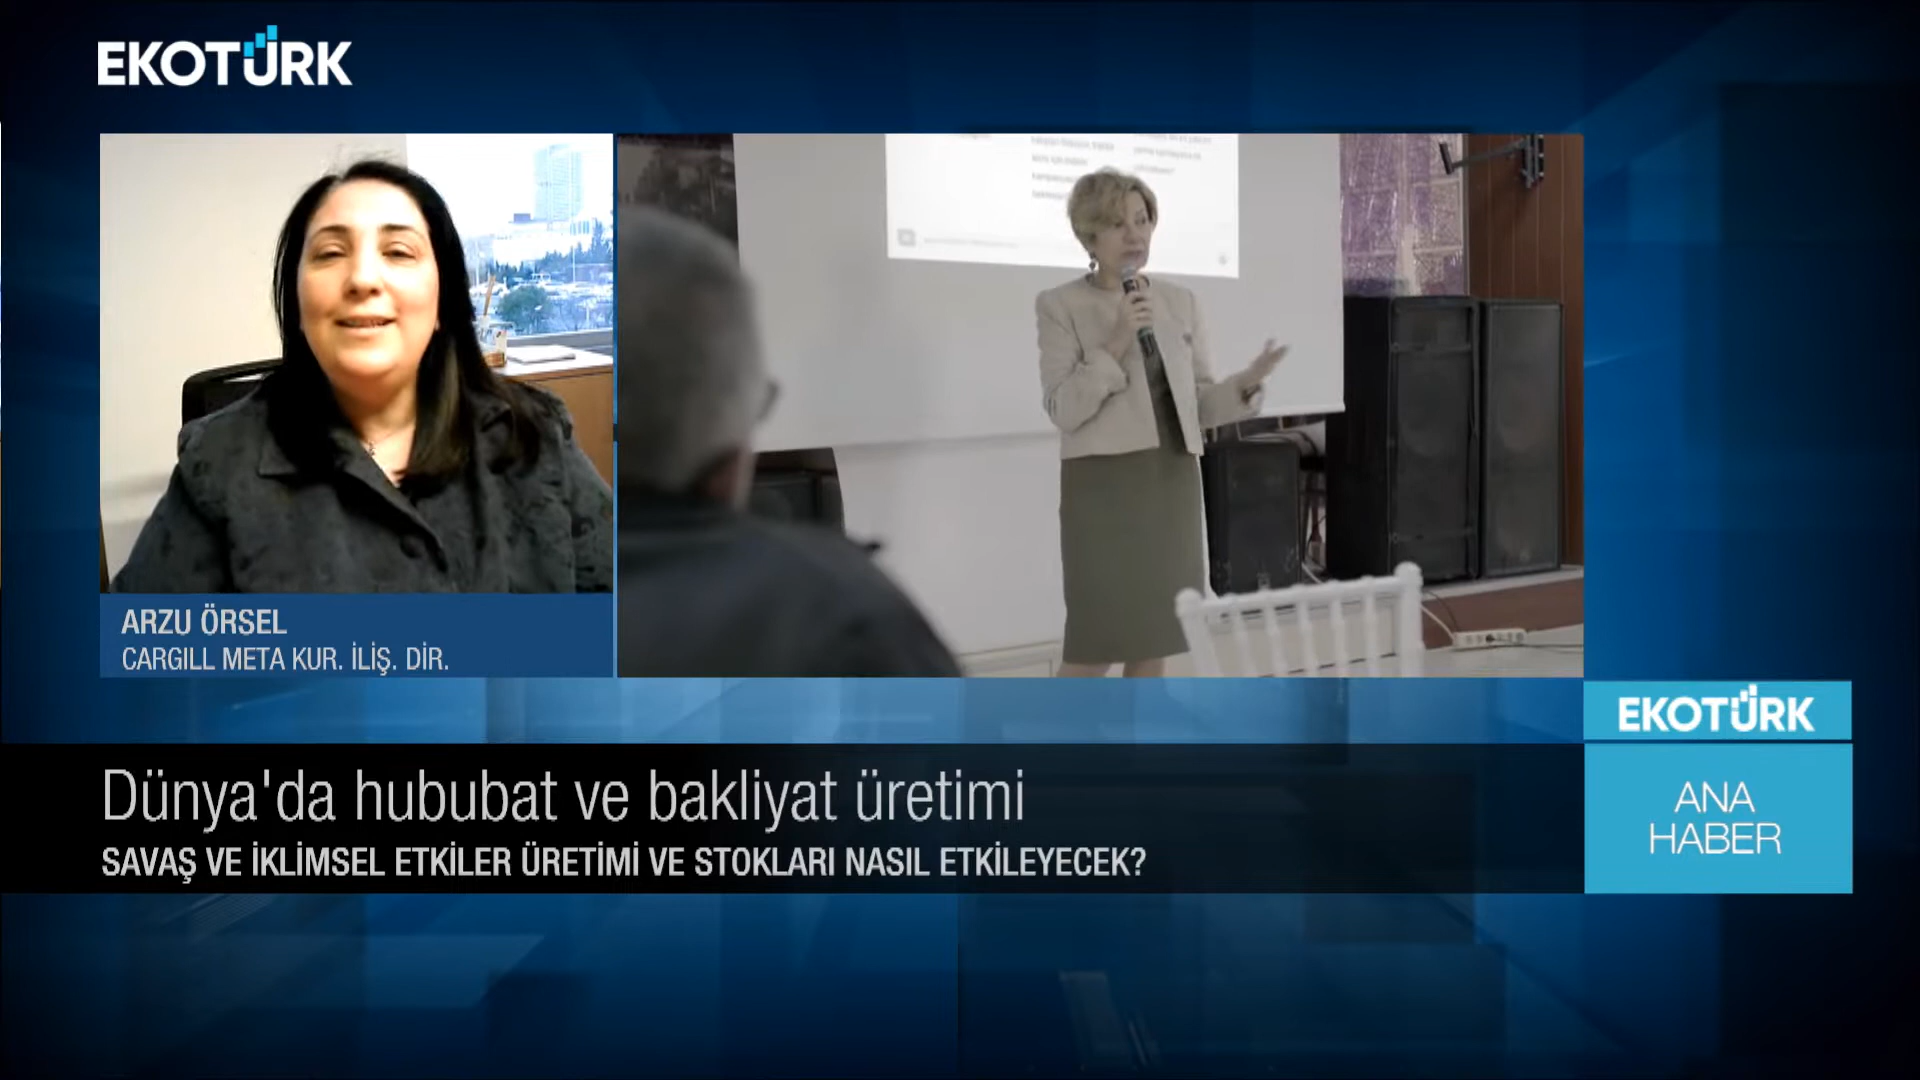 EKOTÜRK
ARZU ÖRSEL
CARGILL META KUR. İLİŞ. DİR.
EKOTÜRK
Dünya'da hububat ve bakliyat üretimi
SAVAŞ VE İKLİMSEL ETKİLER ÜRETİMİ VE STOKLARI NASIL ETKİLEYECEK?
ANA
HABER